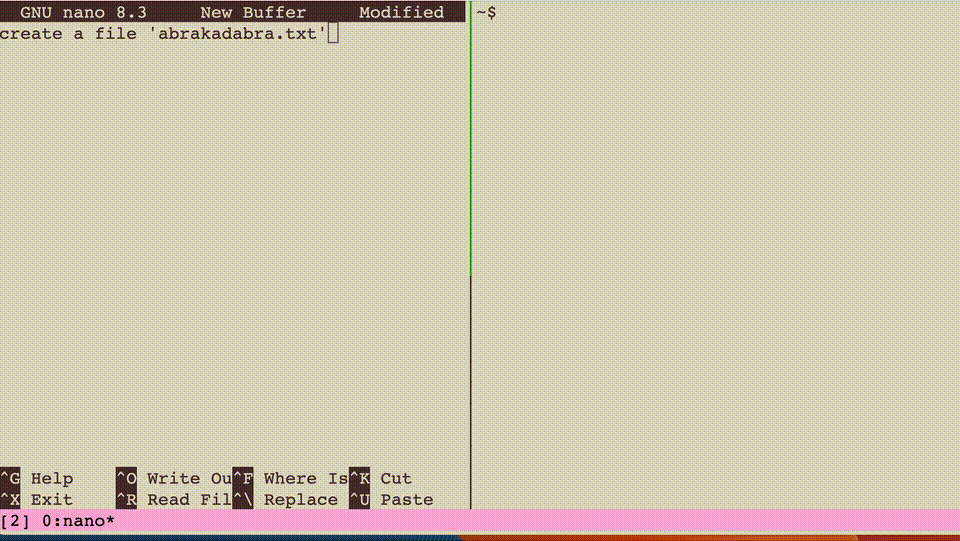 GNU nano 8.3 New Buffer Modified
create a file 'abrakadabra.txt'
~$
^G Help ^O Write Ou^F Where Is^K Cut
^X Exit ^R Read Fil^\ Replace ^U Paste
[2] 0:nano*